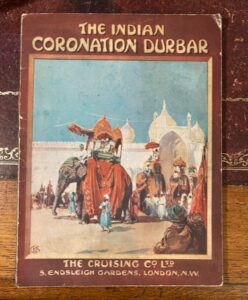 THE INDIAN
CORONATION DURBAR
THE CRUISING CO LTD
5, ENDSLEIGH GARDENS, LONDON, N.W.